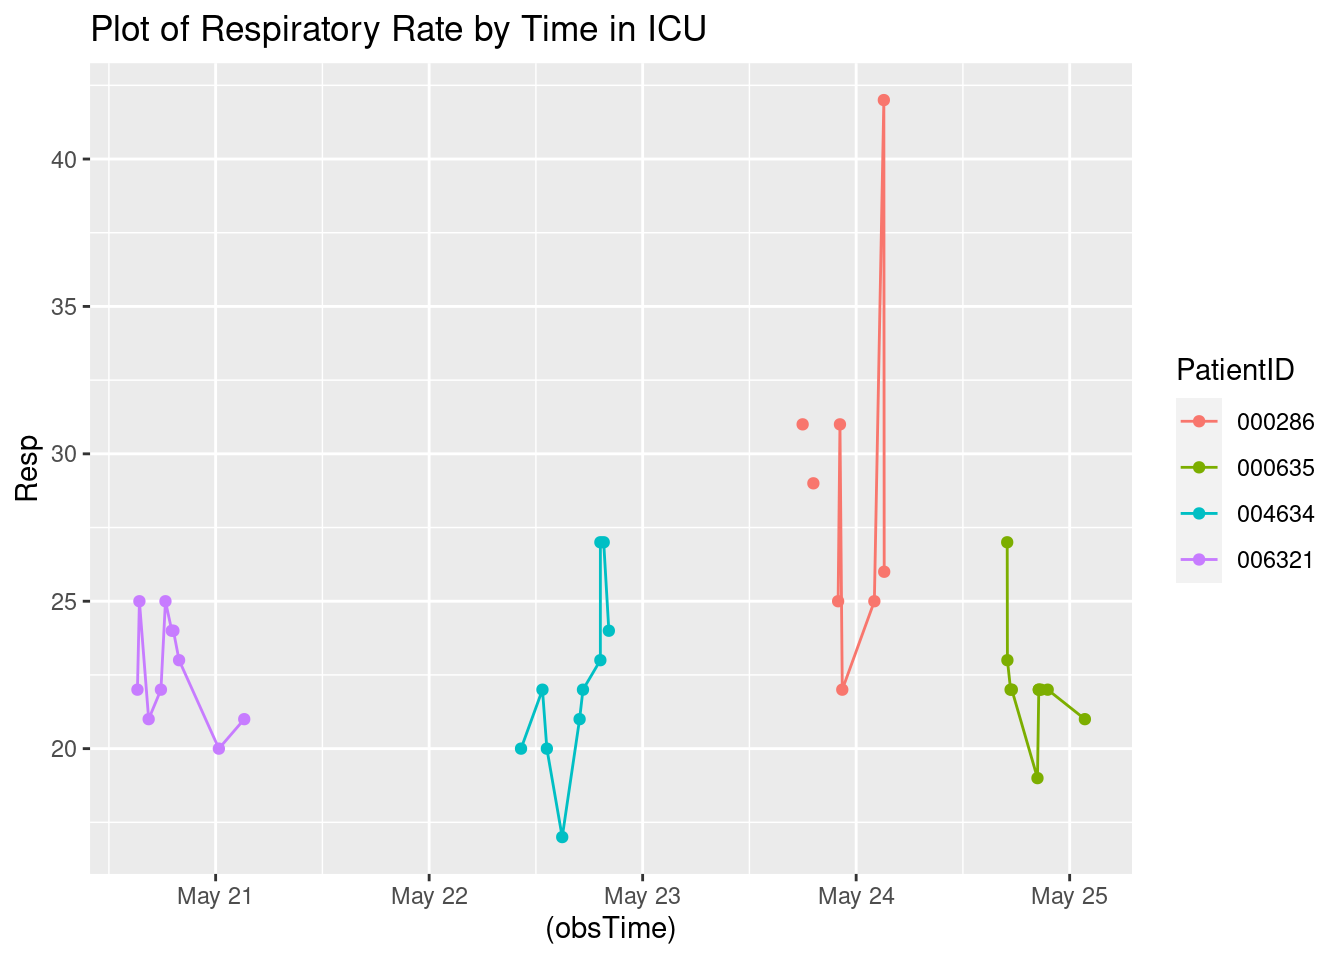 Plot of Respiratory Rate by Time in ICU
40
35
30
25
20
Resp
May 21
May 22
May 23
May 24
May 25
(obsTime)
PatientID
000286
000635
004634
006321